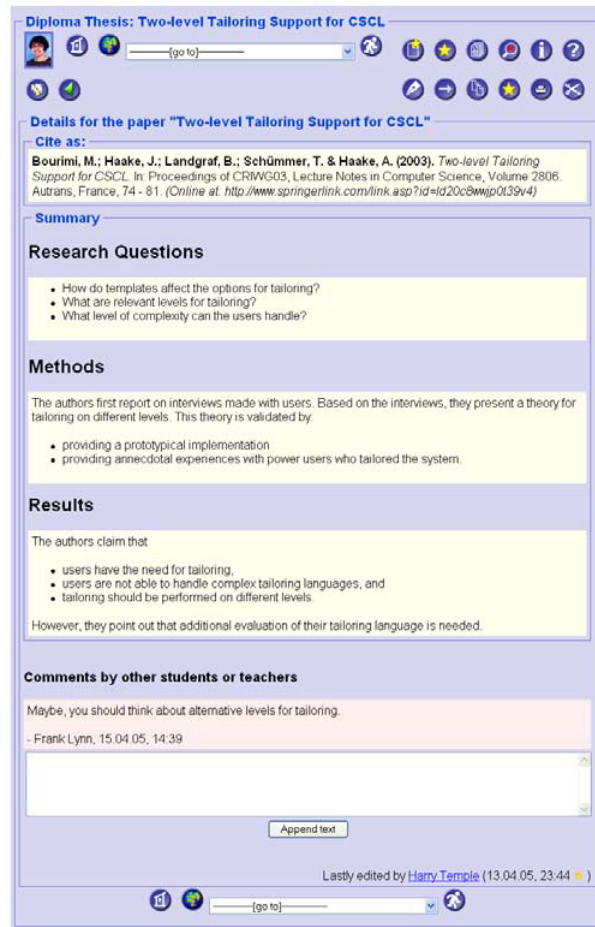 Diploma Thesis: Two-level Tailoring Support for CSCL
————[go to]————
Details for the paper "Two-level Tailoring Support for CSCL"
Cite as:
Bourimi, M.; Haake, J.; Landgraf, B.; Schümmer, T. & Haake, A. (2003). Two-level Tailoring
Support for CSCL. In: Proceedings of CRIWG03, Lecture Notes in Computer Science, Volume 2806.
Autrans, France, 74 - 81. (Online at: http://www.springerlink.com/link.asp?id=ld20c8wwjp0t39v4)
Summary
Research Questions
• How do templates affect the options for tailoring?
• What are relevant levels for tailoring?
• What level of complexity can the users handle?
Methods
The authors first report on interviews made with users. Based on the interviews, they present a theory for
tailoring on different levels. This theory is validated by:
• providing a prototypical implementation
• providing annecdotal experiences with power users who tailored the system.
Results
The authors claim that
• users have the need for tailoring,
• users are not able to handle complex tailoring languages, and
• tailoring should be performed on different levels.
However, they point out that additional evaluation of their tailoring language is needed.
Comments by other students or teachers
Maybe, you should think about alternative levels for tailoring.
- Frank Lynn, 15.04.05, 14:39
Append text
Lastly edited by Harry Temple (13.04.05, 23:44 )
————[go to]————